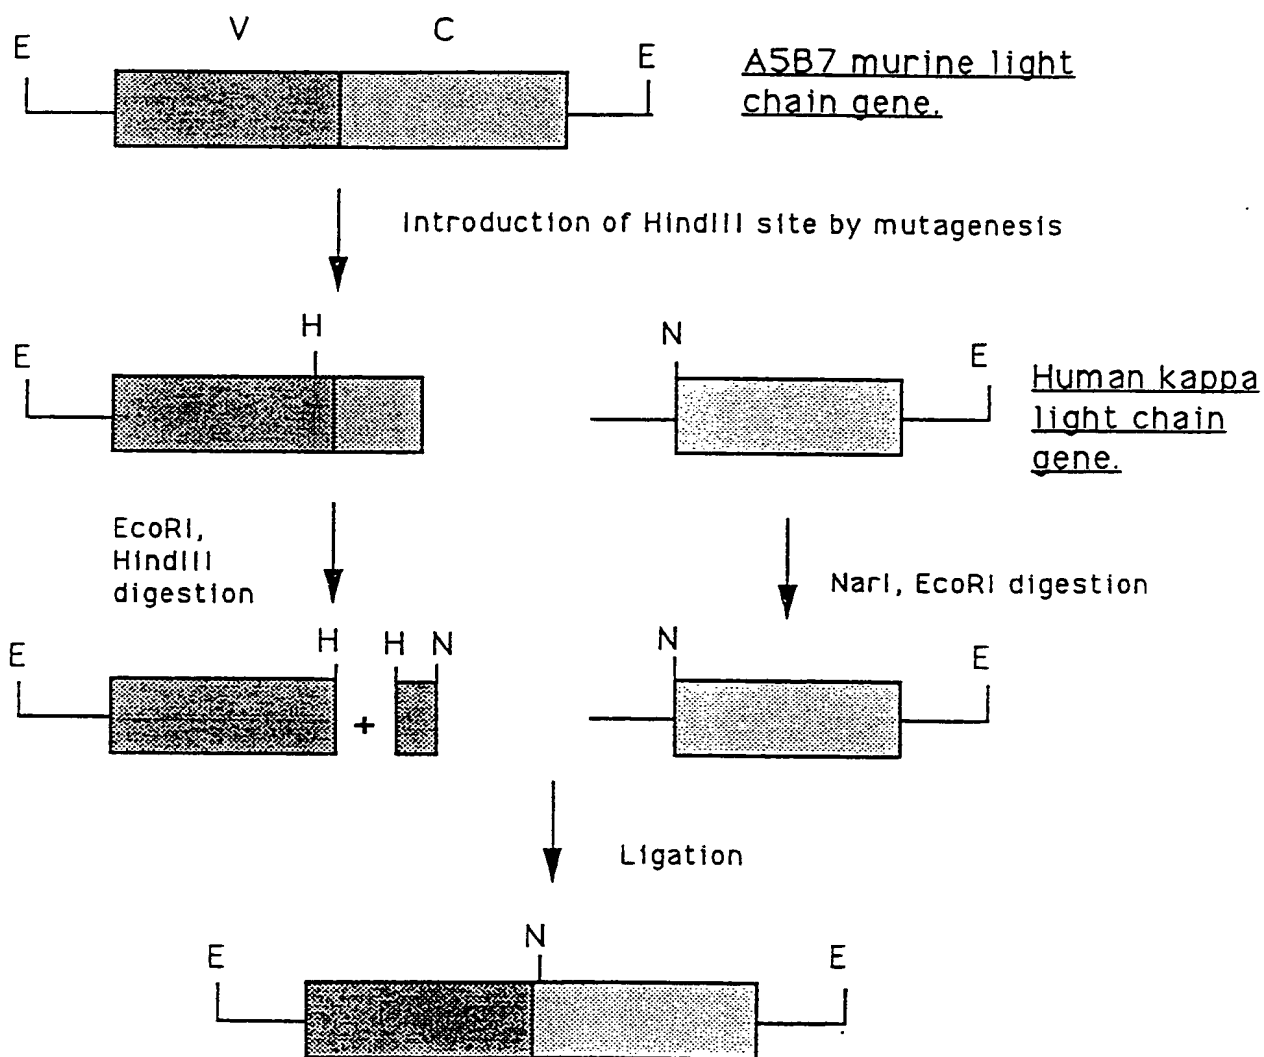 V C
E E
A5B7 murine light
chain gene.
Introduction of HindIII site by mutagenesis
H
E
N
E
Human kappa
light chain
gene.
EcoRI,
HindIII
digestion
NarI, EcoRI digestion
E H H N
+
N E
Ligation
N
E E